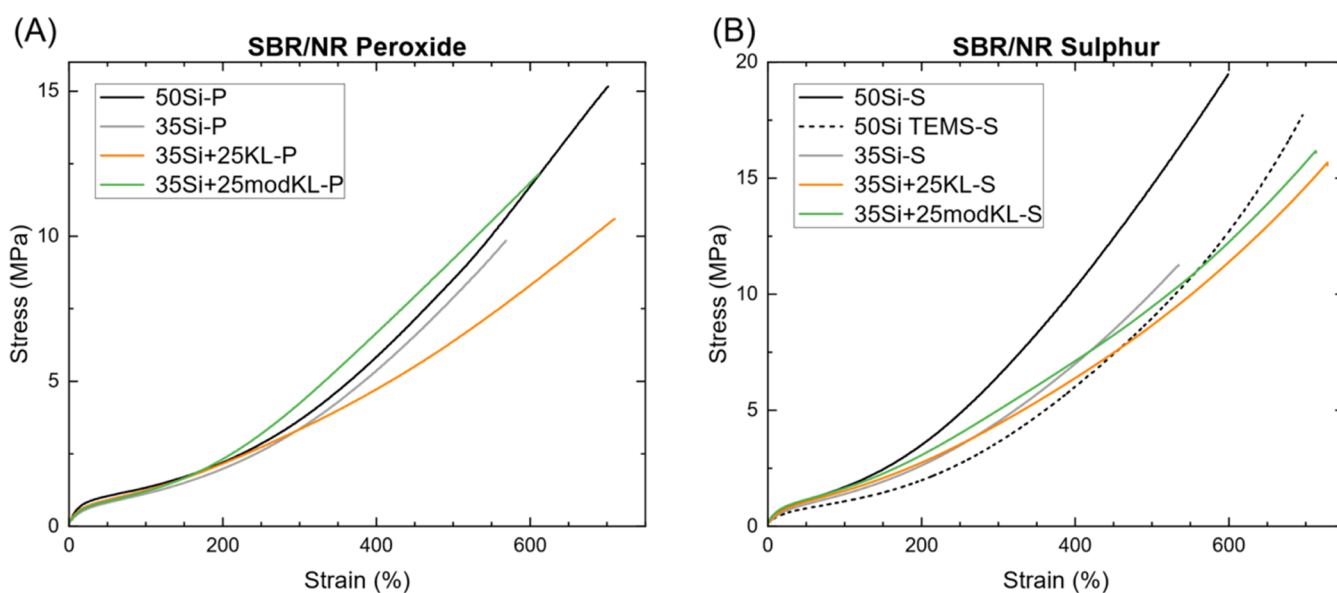 (A)
SBR/NR Peroxide
50Si-P
35Si-P
35Si+25KL-P
35Si+25modKL-P
15
10
5
0
0 200 400 600
Stress (MPa)
Strain (%)
(B)
SBR/NR Sulphur
50Si-S
50Si TEMS-S
35Si-S
35Si+25KL-S
35Si+25modKL-S
20
15
10
5
0
0 200 400 600
Stress (MPa)
Strain (%)